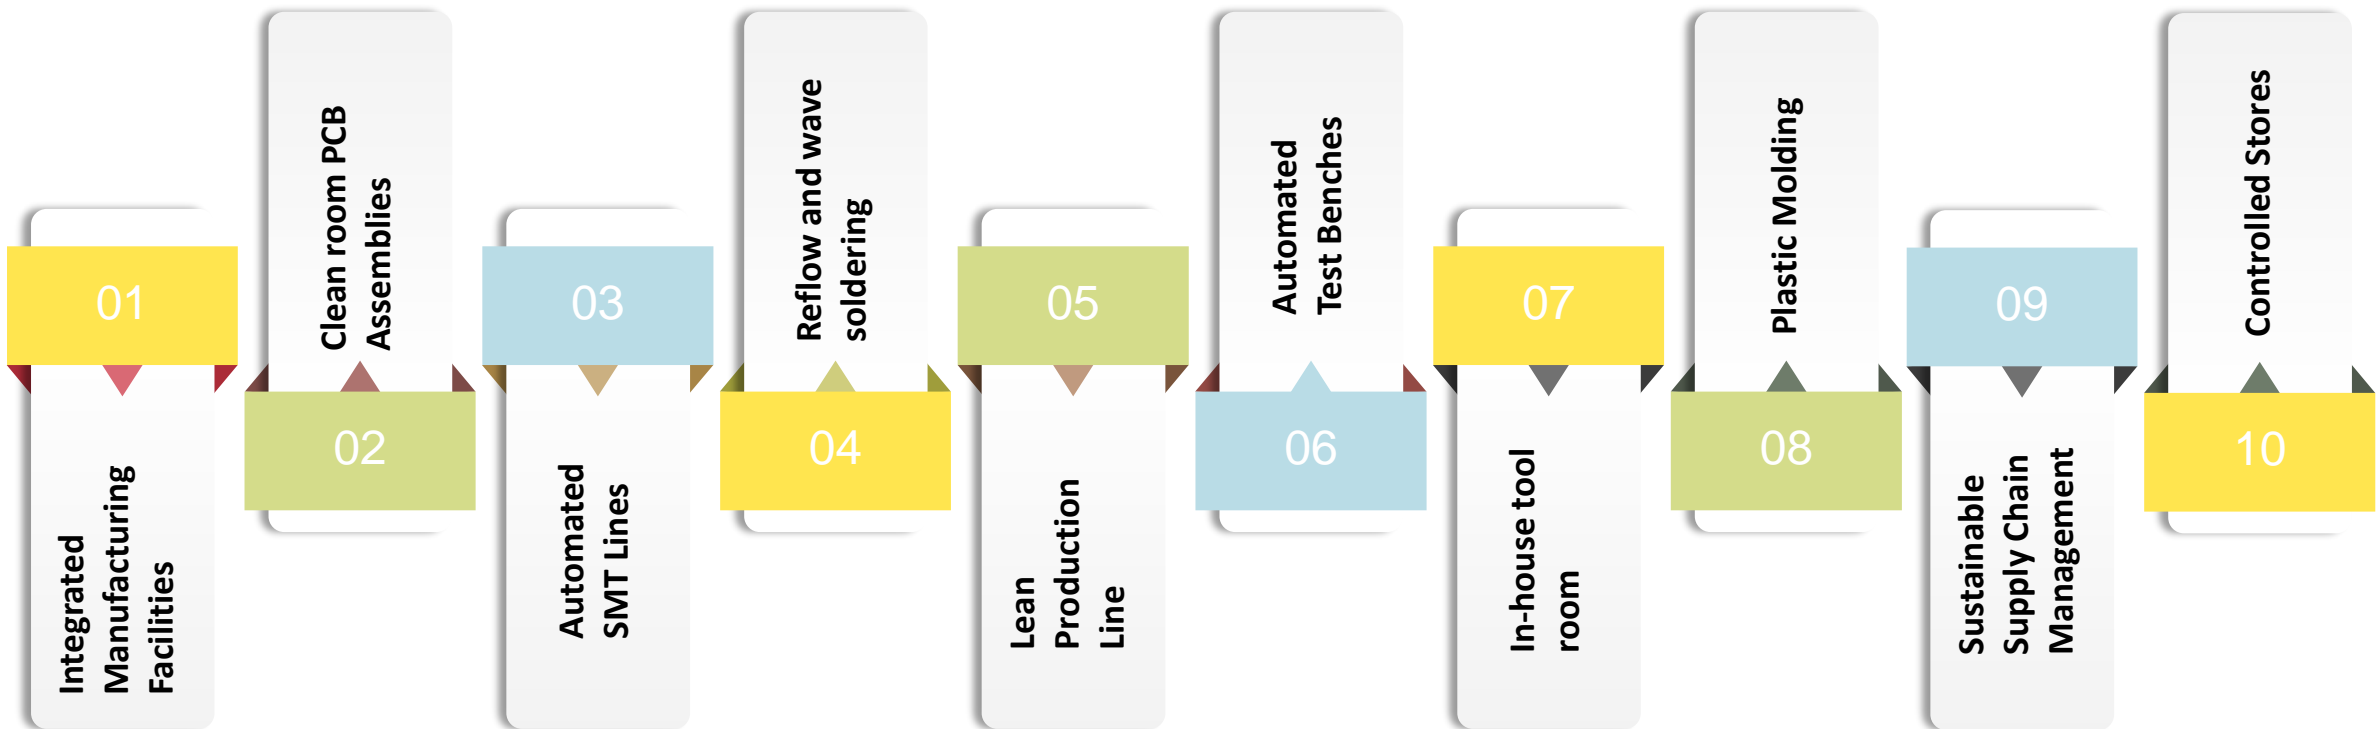 01
Integrated
Manufacturing
Facilities
02
Clean room PCB
Assemblies
03
Automated
SMT Lines
04
Reflow and wave
soldering
05
Lean
Production
Line
06
Automated
Test Benches
07
In-house tool
room
08
Plastic Molding
09
Sustainable
Supply Chain
Management
10
Controlled Stores